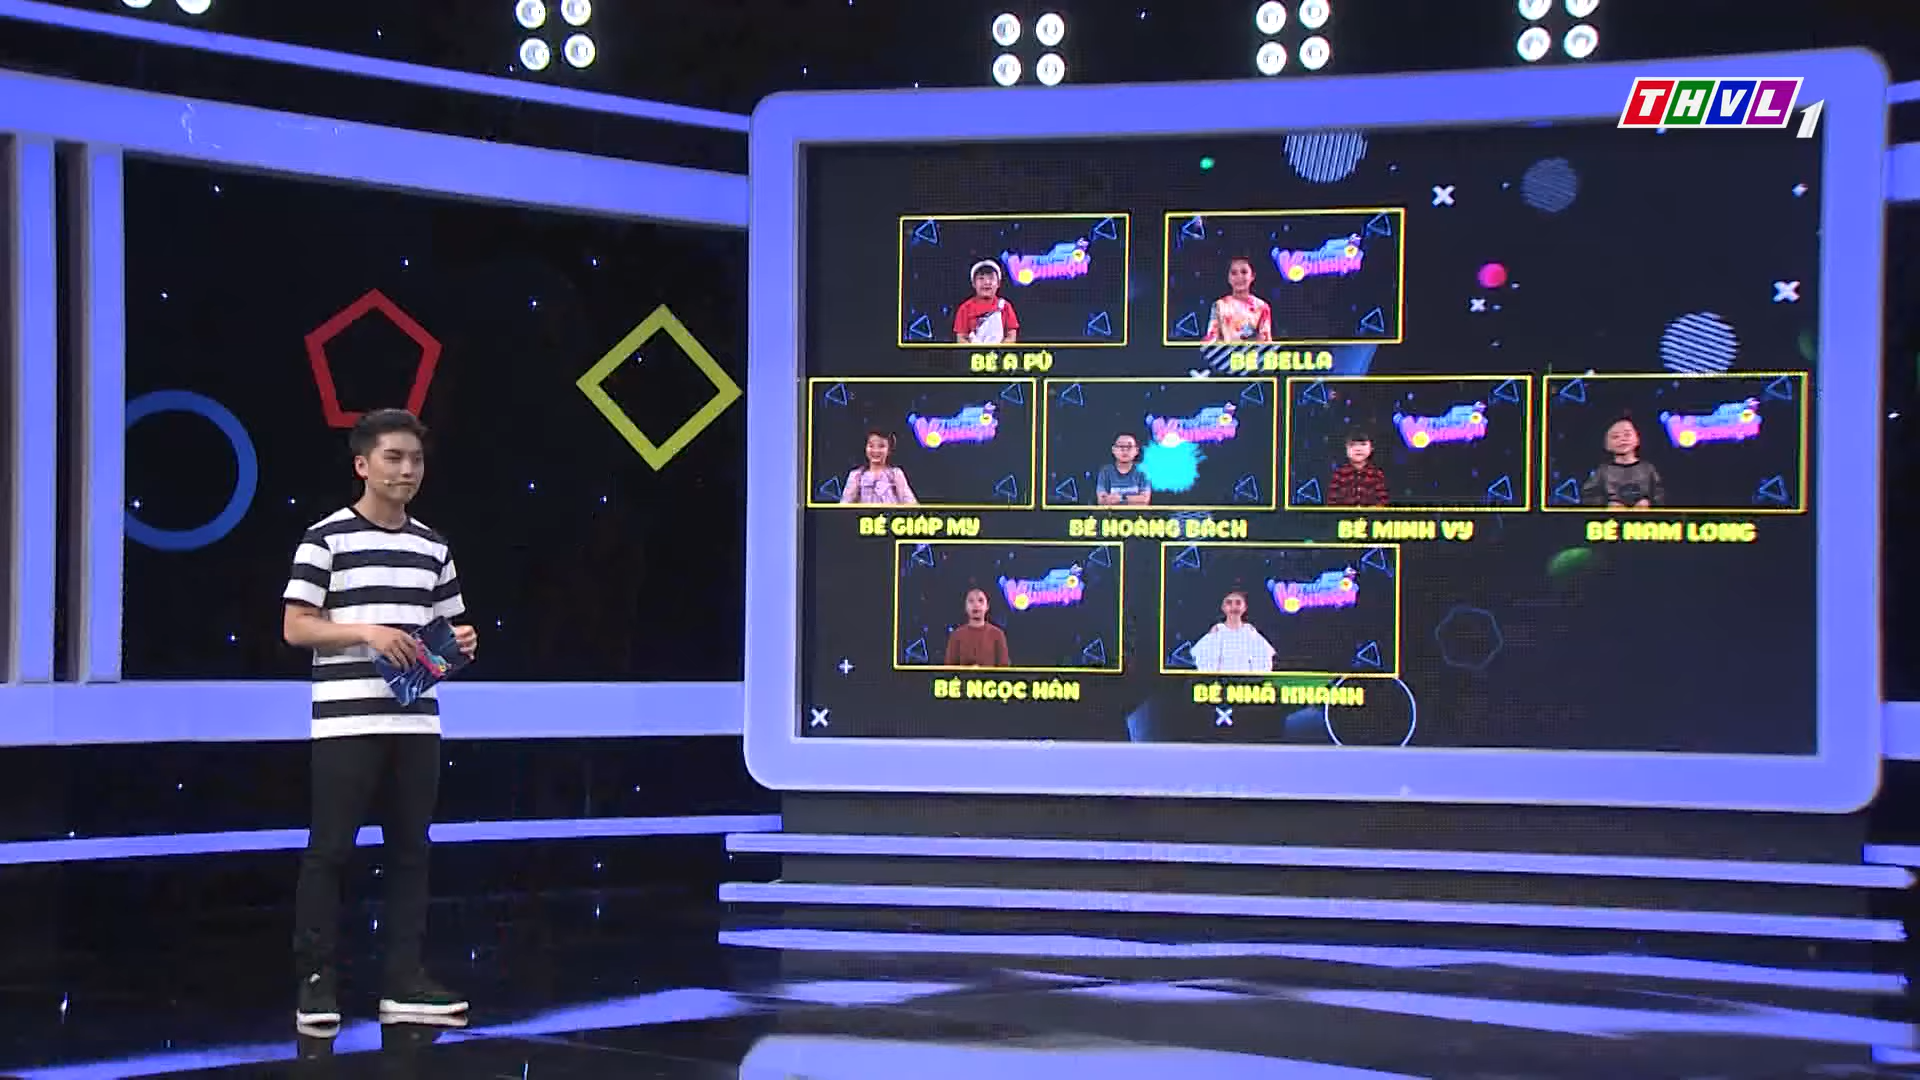 THVL1
BÉ A PÙ
BÉ BELLA
BÉ GIÁP MY
BÉ HOÀNG BÁCH
BÉ MINH VY
BÉ NAM LONG
BÉ NGỌC HÂN
BÉ NHÃ KHANH